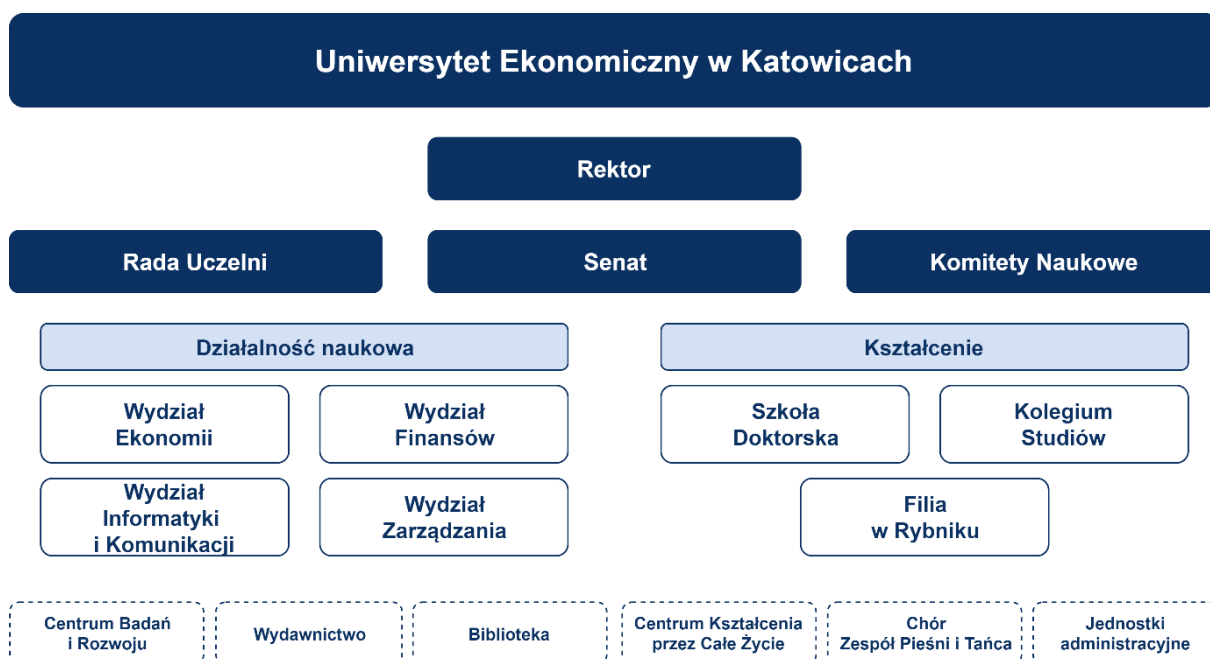 Uniwersytet Ekonomiczny w Katowicach
Rektor
Rada Uczelni
Senat
Komitety Naukowe
Działalność naukowa
Wydział
Ekonomii
Wydział
Finansów
Wydział
Informatyki
i Komunikacji
Wydział
Zarządzania
Kształcenie
Szkoła
Doktorska
Kolegium
Studiów
Filia
w Rybniku
Centrum Badań
i Rozwoju
Wydawnictwo
Biblioteka
Centrum Kształcenia
przez Całe Życie
Chór
Zespół Pieśni i Tańca
Jednostki
administracyjne